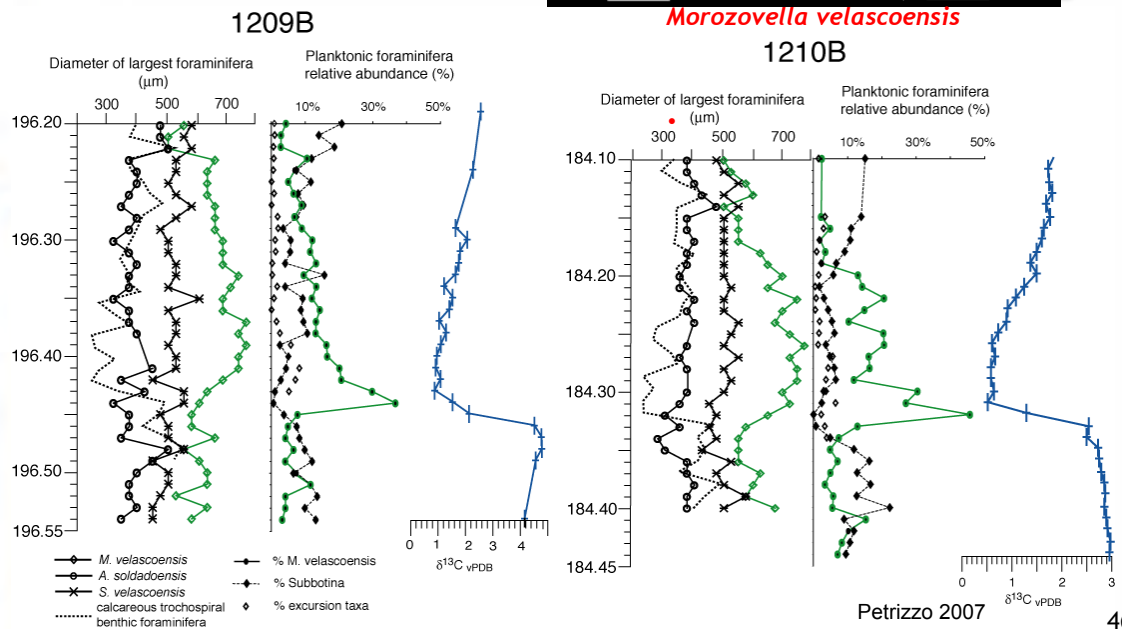 Morozovella velascoensis
1209B
Diameter of largest foraminifera
(μm)
300 500 700
Planktonic foraminifera
relative abundance (%)
10% 30% 50%
196.20
196.30
196.40
196.50
196.55
0 2 4
δ13C vPDB
M. velascoensis
A. soldadoensis
S. velascoensis
calcareous trochospiral
benthic foraminifera
% M. velascoensis
% Subbotina
% excursion taxa
1210B
Diameter of largest foraminifera
(μm)
300 500 700
Planktonic foraminifera
relative abundance (%)
10% 30% 50%
184.10
184.20
184.30
184.40
184.45
0 1 2 3
δ13C vPDB
Petrizzo 2007